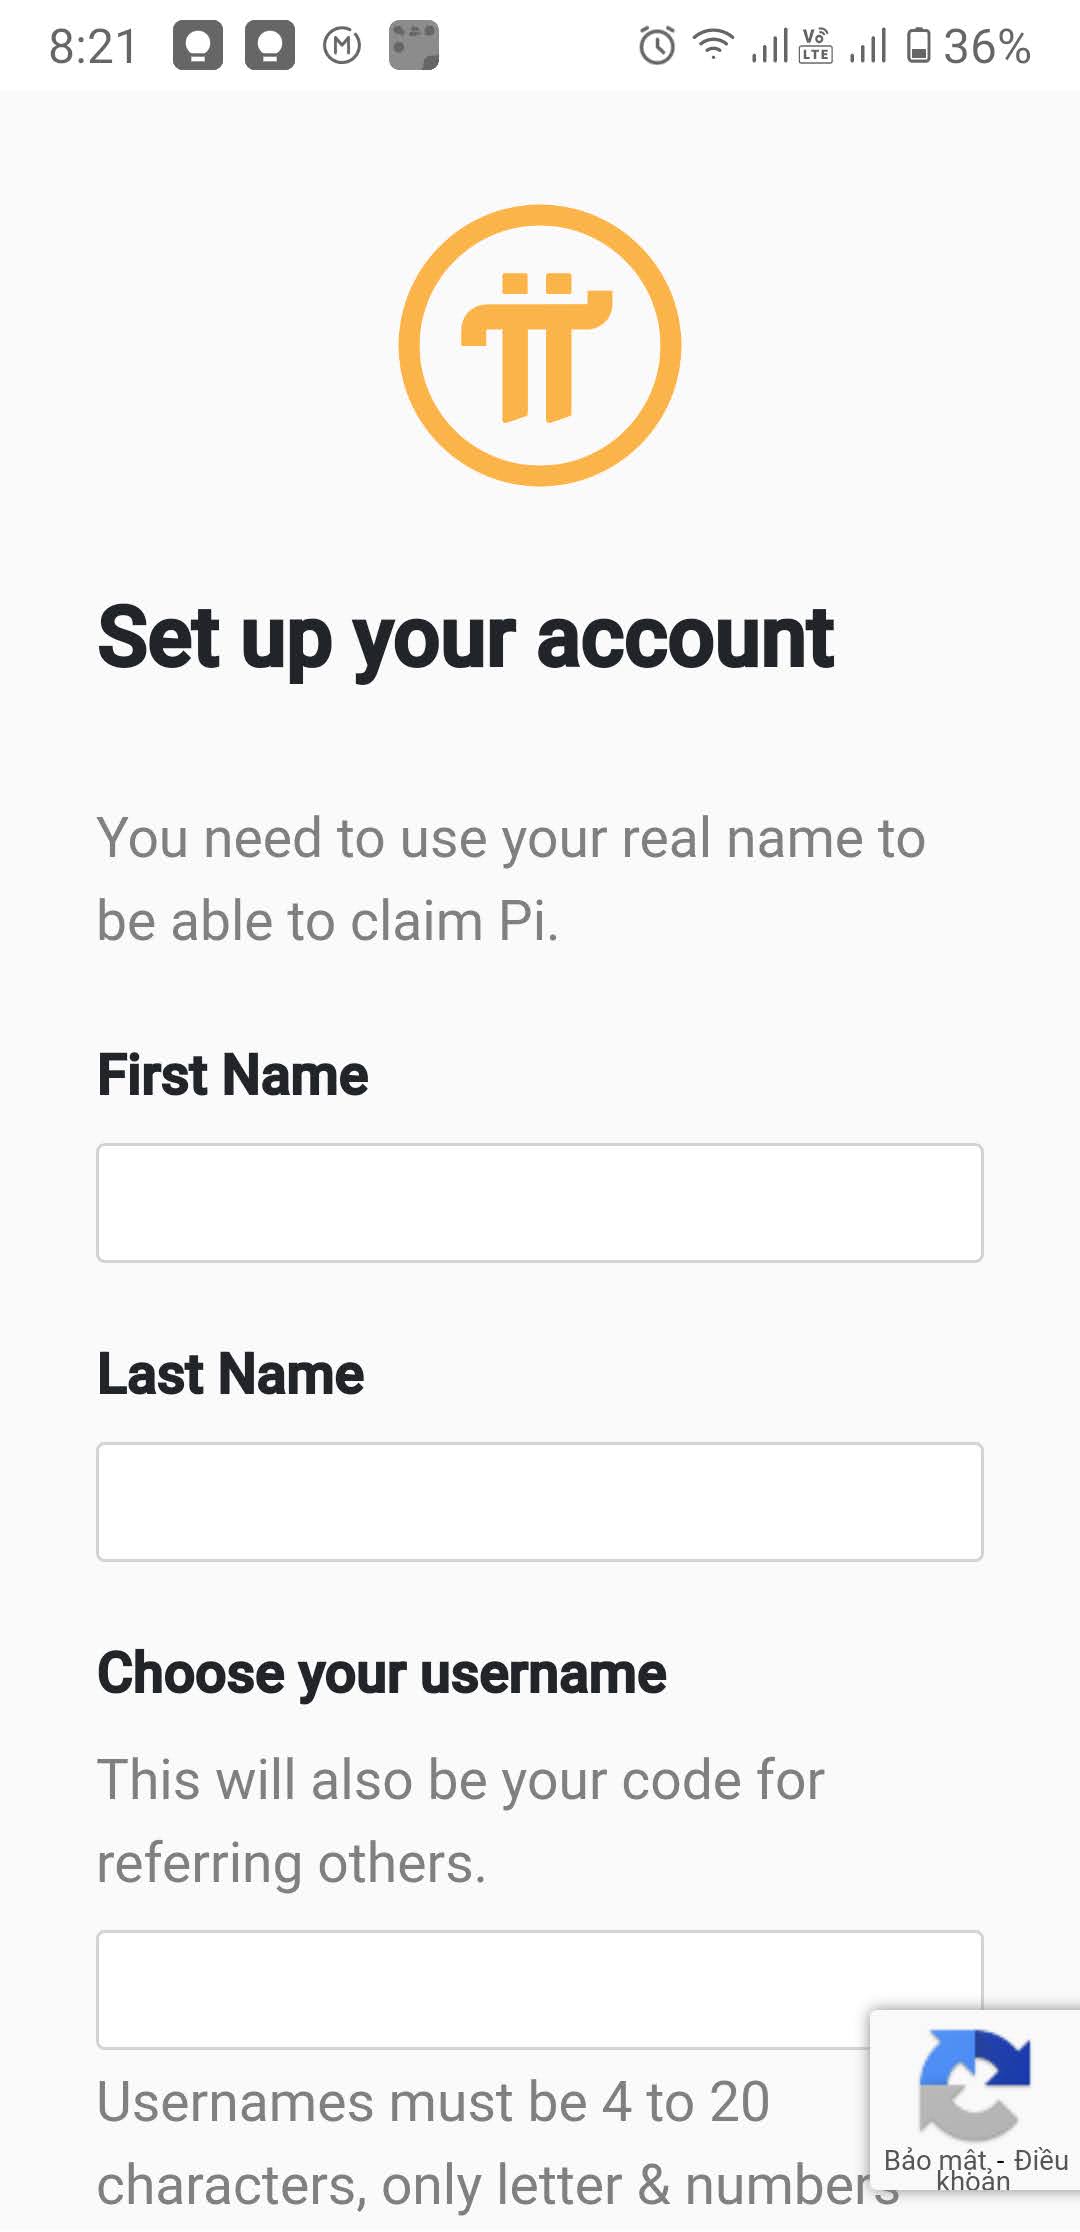 8:21
M
Vo
LTE
36%
Set up your account
You need to use your real name to
be able to claim Pi.
First Name
Last Name
Choose your username
This will also be your code for
referring others.
Usernames must be 4 to 20
characters, only letter & numbers
Bảo mật - Điều
khoản